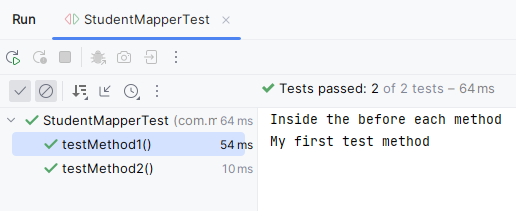 Run StudentMapperTest
Tests passed: 2 of 2 tests – 64 ms
StudentMapperTest (com.r 64 ms
testMethod1() 54 ms
testMethod2() 10 ms
Inside the before each method
My first test method